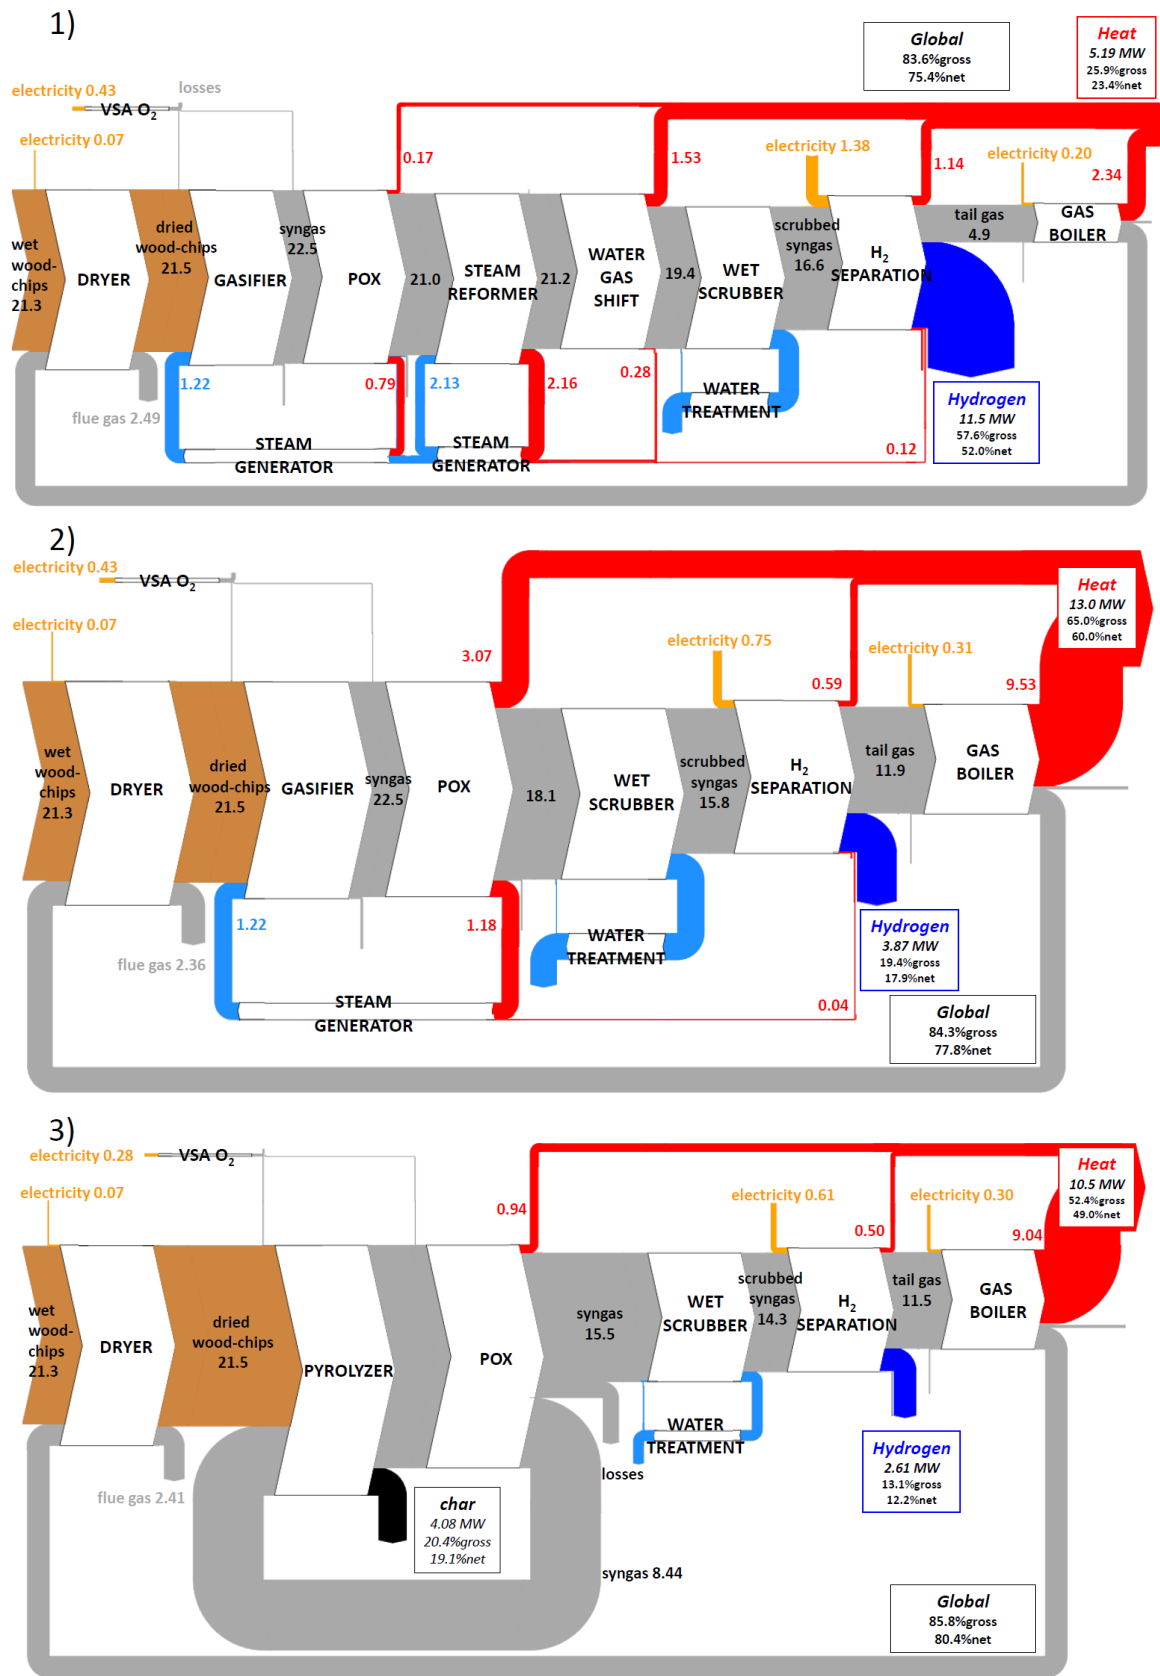 1)
Global
83.6%gross
75.4%net
Heat
5.19 MW
25.9%gross
23.4%net
electricity 0.43
losses
VSA O₂
electricity 0.07
0.17
1.53
electricity 1.38
1.14
electricity 0.20
2.34
wet
wood-
chips
21.3
DRYER
dried
wood-chips
21.5
GASIFIER
syngas
22.5
POX
21.0
STEAM
REFORMER
21.2
WATER
GAS
SHIFT
19.4
WET
SCRUBBER
scrubbed
syngas
16.6
H₂
SEPARATION
tail gas
4.9
GAS
BOILER
flue gas 2.49
1.22
0.79
2.13
2.16
0.28
WATER
TREATMENT
STEAM
GENERATOR
STEAM
GENERATOR
0.12
Hydrogen
11.5 MW
57.6%gross
52.0%net
2)
electricity 0.43
VSA O₂
electricity 0.07
3.07
electricity 0.75
0.59
electricity 0.31
9.53
Heat
13.0 MW
65.0%gross
60.0%net
wet
wood-
chips
21.3
DRYER
dried
wood-chips
21.5
GASIFIER
syngas
22.5
POX
18.1
WET
SCRUBBER
scrubbed
syngas
15.8
H₂
SEPARATION
tail gas
11.9
GAS
BOILER
flue gas 2.36
1.22
1.18
WATER
TREATMENT
STEAM
GENERATOR
0.04
Hydrogen
3.87 MW
19.4%gross
17.9%net
Global
84.3%gross
77.8%net
3)
electricity 0.28
VSA O₂
electricity 0.07
0.94
electricity 0.61
0.50
electricity 0.30
9.04
Heat
10.5 MW
52.4%gross
49.0%net
wet
wood-
chips
21.3
DRYER
dried
wood-chips
21.5
PYROLYZER
POX
syngas
15.5
WET
SCRUBBER
scrubbed
syngas
14.3
H₂
SEPARATION
tail gas
11.5
GAS
BOILER
flue gas 2.41
char
4.08 MW
20.4%gross
19.1%net
losses
WATER
TREATMENT
syngas 8.44
Hydrogen
2.61 MW
13.1%gross
12.2%net
Global
85.8%gross
80.4%net